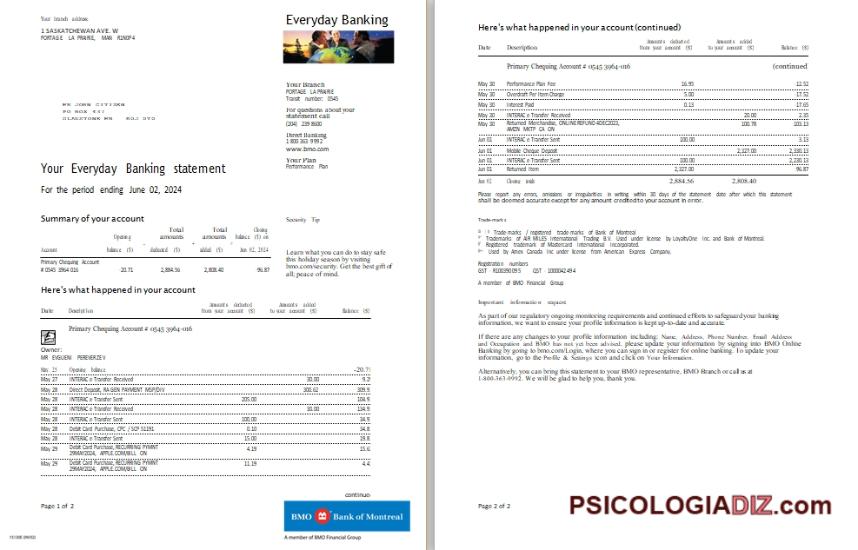 Your branch address:
1 SASKATCHEWAN AVE. W
PORTAGE LA PRAIRIE, MAN R1N0P4
Everyday Banking
MR JOHN CITIZEN
PO BOX 447
GLADSTONE MB R0J 0T0
Your Branch
PORTAGE LA PRAIRIE
Transit number: 0545
For questions about your
statement call
(204) 239 8600
Direct Banking
1 800 363 9992
www.bmo.com
Your Plan
Performance Plan
Your Everyday Banking statement
For the period ending June 02, 2024
Summary of your account
Security Tip
Opening Total amounts Total amounts Closing
Account balance ($) deducted ($) added ($) balance ($) on Jun 02, 2024
Primary Chequing Account
# 0545 3964 016 20.71 2,884.56 2,808.40 96.87
Learn what you can do to stay safe
this holiday season by visiting
bmo.com/security. Get the best gift of
all; peace of mind.
Here's what happened in your account
Date Description Amounts deducted from your account ($) Amounts added to your account ($) Balance ($)
Primary Chequing Account # 0545 3964-016
Owner:
MR EVGUENI PEREVERZEV
May 25 Opening balance -20.71
May 27 INTERAC e Transfer Received 30.00 9.2
May 28 Direct Deposit, RA-GEN PAYMENT MSP/DIV 300.62 309.9
May 28 INTERAC e Transfer Sent 205.00 104.9
May 28 INTERAC e Transfer Received 30.00 134.9
May 28 INTERAC e Transfer Sent 100.00 34.9
May 28 Debit Card Purchase, CPC / SCP 51191 0.10 34.8
May 28 INTERAC e Transfer Sent 15.00 19.8
May 29 Debit Card Purchase, RECURRING PYMNT 4.19 15.6
29MAY2024, APPLE.COM/BILL ON
May 29 Debit Card Purchase, RECURRING PYMNT 11.19 4.4
29MAY2024, APPLE.COM/BILL ON
continue
Page 1 of 2
BMO Bank of Montreal
A member of BMO Financial Group
Here's what happened in your account (continued)
Date Description Amounts deducted from your account ($) Amounts added to your account ($) Balance ($)
Primary Chequing Account # 0545 3964-016 (continued
May 30 Performance Plan Fee 16.95 12.52
May 30 Overdraft Per Item Charge 5.00 17.52
May 30 Interest Paid 0.13 17.65
May 30 INTERAC e Transfer Received 20.00 2.35
May 30 Returned Merchandise, ONLINE REFUND 4DEC2023, 100.78 103.13
AMZN MKTP CA ON
Jun 01 INTERAC e Transfer Sent 100.00 3.13
Jun 01 Mobile Cheque Deposit 2,327.00 2,330.13
Jun 01 INTERAC e Transfer Sent 100.00 2,230.13
Jun 01 Returned Item 2,327.00 96.87
Jun 02 Closing totals 2,884.56 2,808.40
Please report any errors, omissions or irregularities in writing within 30 days of the statement date after which this statement
shall be deemed accurate except for any amount credited to your account in error.
Trade-marks
Trade marks / registered trade marks of Bank of Montreal
Trademarks of AIR MILES International Trading B.V. Used under license by LoyaltyOne Inc. and Bank of Montreal.
Registered trademark of Mastercard International Incorporated.
Used by Amex Canada Inc under license from American Express Company.
Registration numbers
GST R100390095 QST 1000042494
A member of BMO Financial Group
Important information request
As part of our regulatory ongoing monitoring requirements and continued efforts to safeguard your banking
information, we want to ensure your profile information is kept up-to-date and accurate.
If there are any changes to your profile information including: Name, Address, Phone Number, Email Address
and Occupation and BMO has not yet been advised, please update your information by signing into BMO Online
Banking by going to bmo.com/Login, where you can sign in or register for online banking. To update your
information, go to the Profile & Settings icon and click on Your Information.
Alternatively, you can bring this statement to your BMO representative, BMO Branch or call us at
1-800-363-9992. We will be glad to help you, thank you.
Page 2 of 2
PSICOLOGIADIZ.com